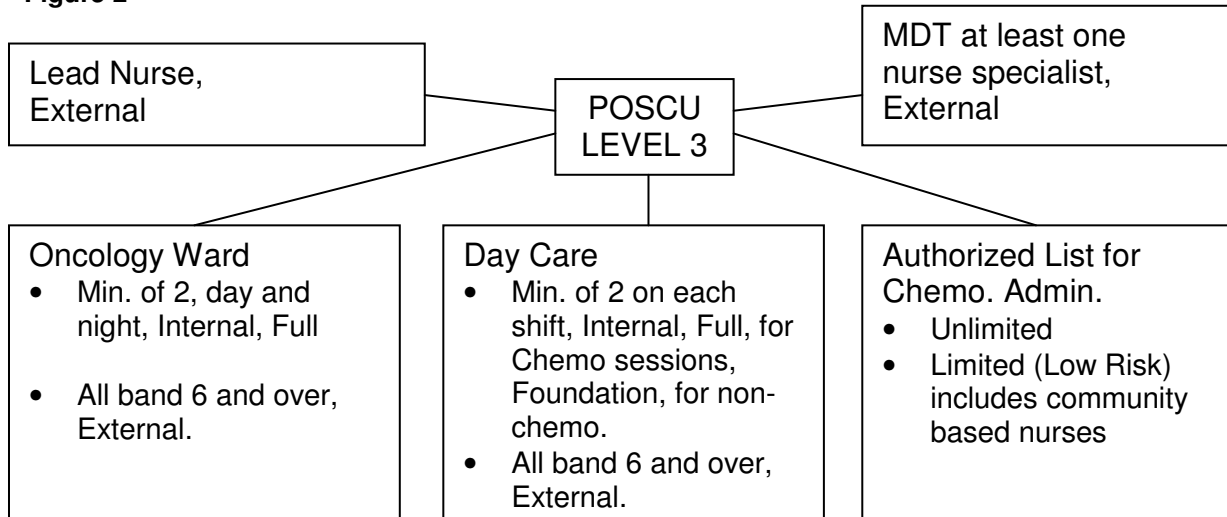 Figure 2
Lead Nurse,
External
POSCU
LEVEL 3
MDT at least one
nurse specialist,
External
Oncology Ward
• Min. of 2, day and
night, Internal, Full
• All band 6 and over,
External.
Day Care
• Min. of 2 on each
shift, Internal, Full, for
Chemo sessions,
Foundation, for non-
chemo.
• All band 6 and over,
External.
Authorized List for
Chemo. Admin.
• Unlimited
• Limited (Low Risk)
includes community
based nurses